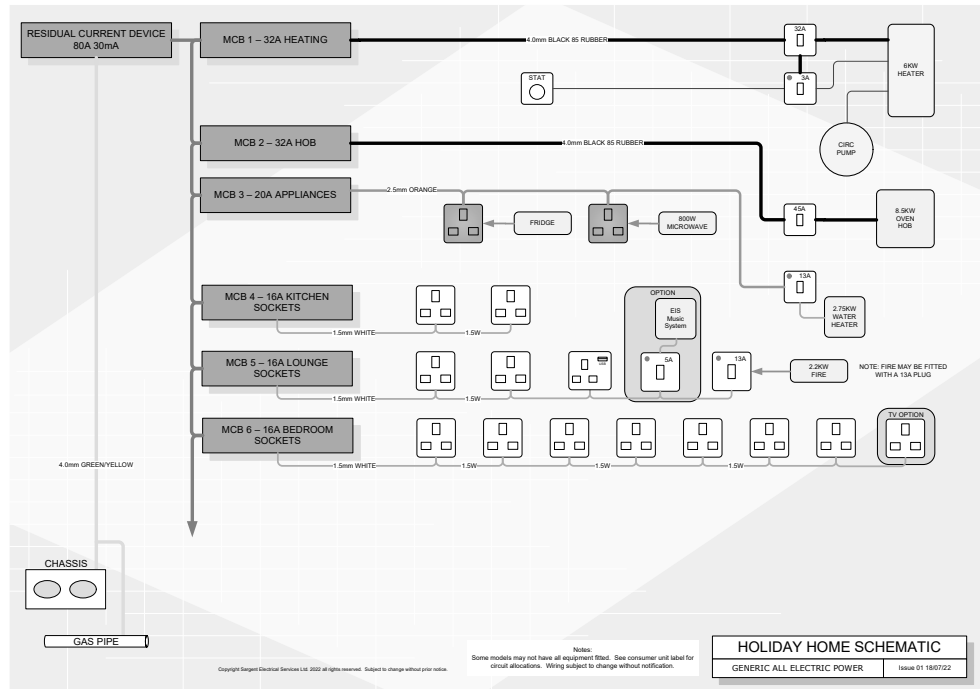 RESIDUAL CURRENT DEVICE
80A 30mA
MCB 1 – 32A HEATING
4.0mm BLACK 85 RUBBER
32A
6KW
HEATER
STAT
3A
CIRC
PUMP
MCB 2 – 32A HOB
4.0mm BLACK 85 RUBBER
MCB 3 – 20A APPLIANCES
2.5mm ORANGE
FRIDGE
800W
MICROWAVE
45A
8.5KW
OVEN
HOB
13A
2.75KW
WATER
HEATER
MCB 4 – 16A KITCHEN
SOCKETS
1.5mm WHITE
1.5W
OPTION
EIS
Music
System
MCB 5 – 16A LOUNGE
SOCKETS
1.5mm WHITE
1.5W
5A
13A
2.2KW
FIRE
NOTE: FIRE MAY BE FITTED
WITH A 13A PLUG
MCB 6 – 16A BEDROOM
SOCKETS
1.5mm WHITE
1.5W
1.5W
1.5W
TV OPTION
4.0mm GREEN/YELLOW
CHASSIS
GAS PIPE
Copyright Sargent Electrical Services Ltd. 2022 all rights reserved. Subject to change without prior notice.
Notes:
Some models may not have all equipment fitted. See consumer unit label for
circuit allocations. Wiring subject to change without notification.
HOLIDAY HOME SCHEMATIC
GENERIC ALL ELECTRIC POWER
Issue 01 18/07/22